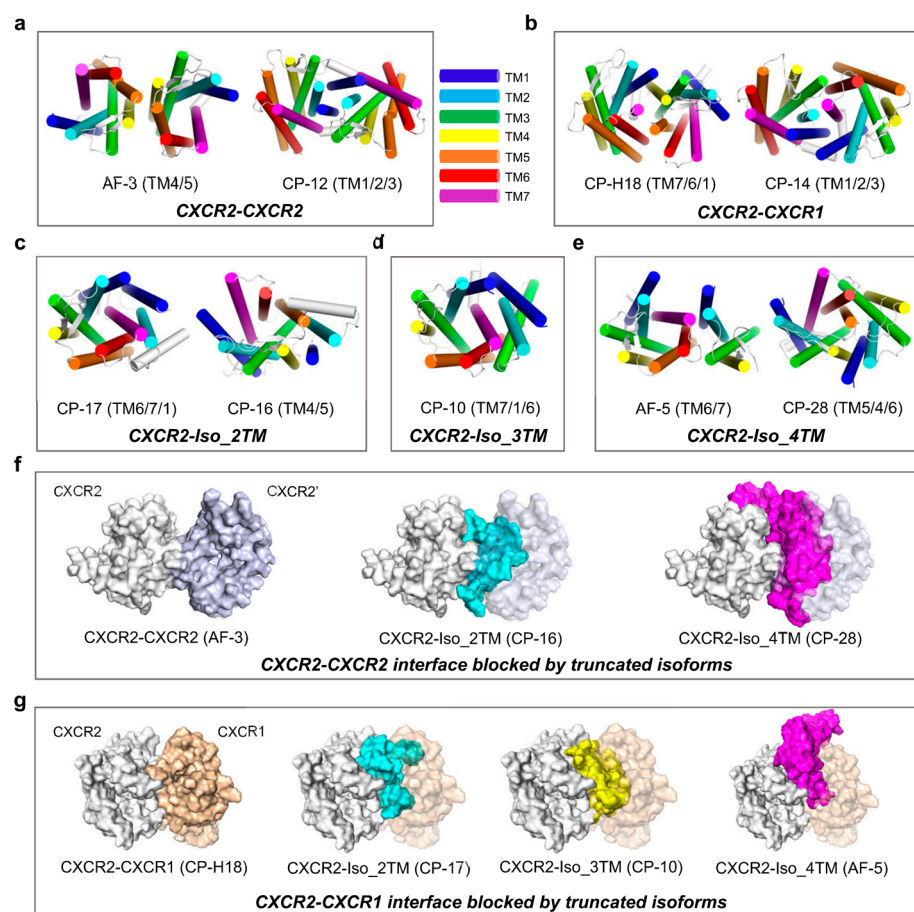 a
AF-3 (TM4/5)
CP-12 (TM1/2/3)
CXCR2-CXCR2
TM1
TM2
TM3
TM4
TM5
TM6
TM7
b
CP-H18 (TM7/6/1)
CP-14 (TM1/2/3)
CXCR2-CXCR1
c
CP-17 (TM6/7/1)
CP-16 (TM4/5)
CXCR2-Iso_2TM
d
CP-10 (TM7/1/6)
CXCR2-Iso_3TM
e
AF-5 (TM6/7)
CP-28 (TM5/4/6)
CXCR2-Iso_4TM
f
CXCR2
CXCR2'
CXCR2-CXCR2 (AF-3)
CXCR2-Iso_2TM (CP-16)
CXCR2-Iso_4TM (CP-28)
CXCR2-CXCR2 interface blocked by truncated isoforms
g
CXCR2
CXCR1
CXCR2-CXCR1 (CP-H18)
CXCR2-Iso_2TM (CP-17)
CXCR2-Iso_3TM (CP-10)
CXCR2-Iso_4TM (AF-5)
CXCR2-CXCR1 interface blocked by truncated isoforms